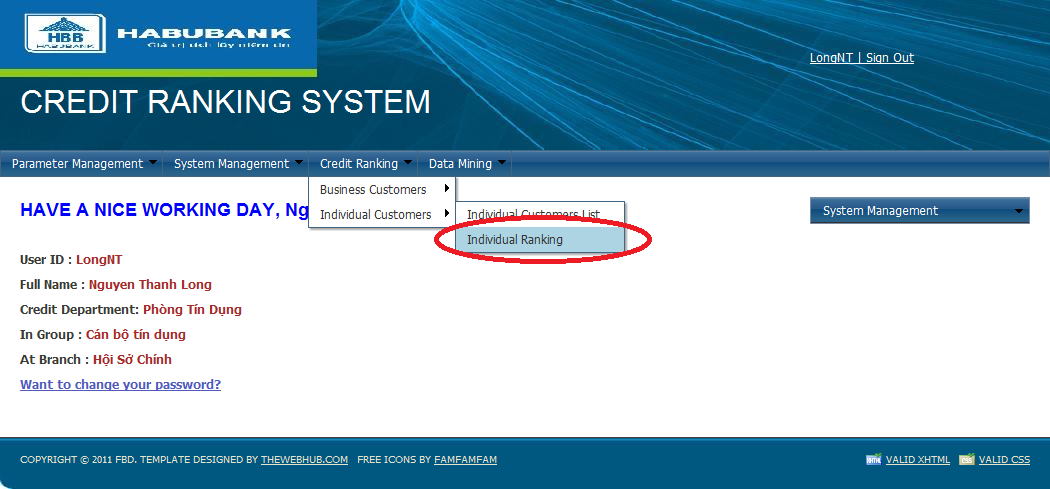 HBB
HABUBANK
HABUBANK
Giá trị tích lũy niềm tin
LongNT | Sign Out
CREDIT RANKING SYSTEM
Parameter Management System Management Credit Ranking Data Mining
Business Customers
Individual Customers
Individual Customers List
Individual Ranking
HAVE A NICE WORKING DAY, Ng
System Management
User ID : LongNT
Full Name : Nguyen Thanh Long
Credit Department: Phòng Tín Dụng
In Group : Cán bộ tín dụng
At Branch : Hội Sở Chính
Want to change your password?
COPYRIGHT © 2011 FBD. TEMPLATE DESIGNED BY THEWEBHUB.COM FREE ICONS BY FAMFAMFAM
VALID XHTML VALID CSS